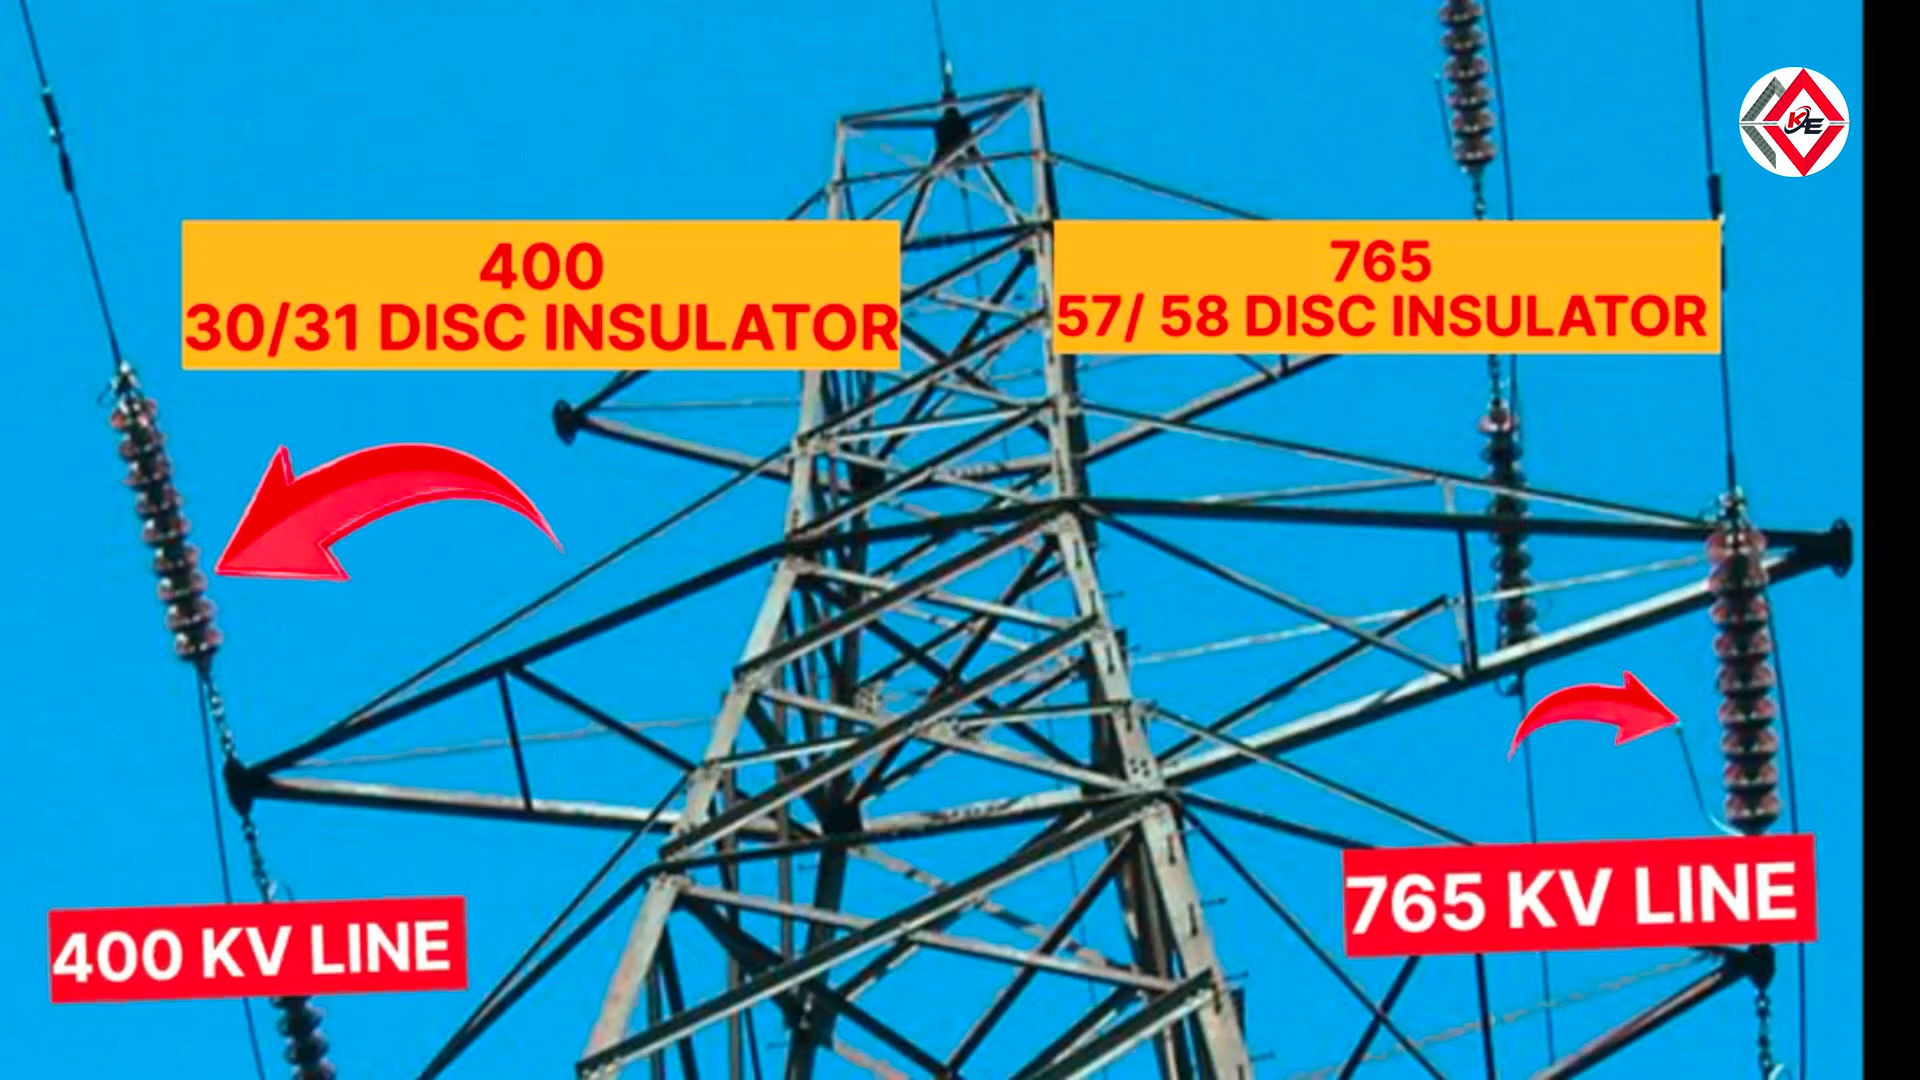 400
30/31 DISC INSULATOR
765
57/ 58 DISC INSULATOR
400 KV LINE
765 KV LINE